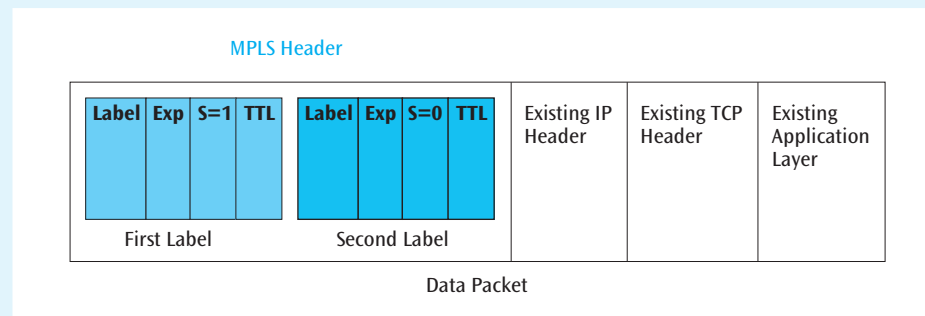 MPLS Header
Label Exp S=1 TTL
Label Exp S=0 TTL
Existing IP
Header
Existing TCP
Header
Existing
Application
Layer
First Label
Second Label
Data Packet